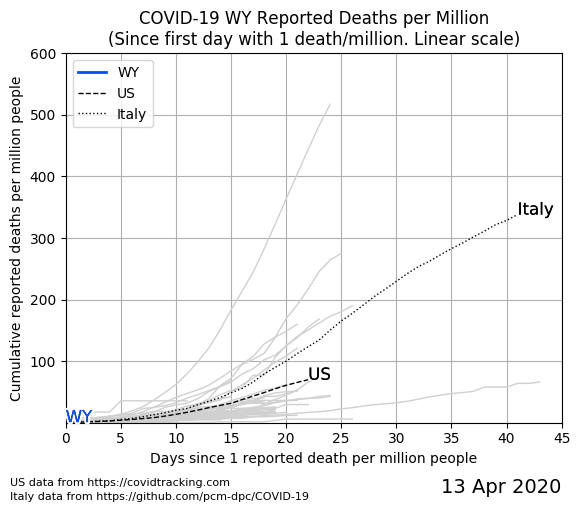 COVID-19 WY Reported Deaths per Million
(Since first day with 1 death/million. Linear scale)
Cumulative reported deaths per million people
600
500
400
300
200
100
WY
US
Italy
Italy
US
WY
0 5 10 15 20 25 30 35 40 45
Days since 1 reported death per million people
US data from https://covidtracking.com
Italy data from https://github.com/pcm-dpc/COVID-19
13 Apr 2020